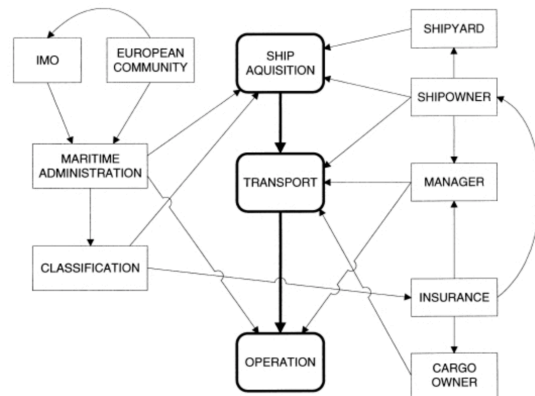 IMO
EUROPEAN
COMMUNITY
SHIP
AQUISITION
SHIPYARD
SHIPOWNER
MARITIME
ADMINISTRATION
TRANSPORT
MANAGER
CLASSIFICATION
INSURANCE
OPERATION
CARGO
OWNER